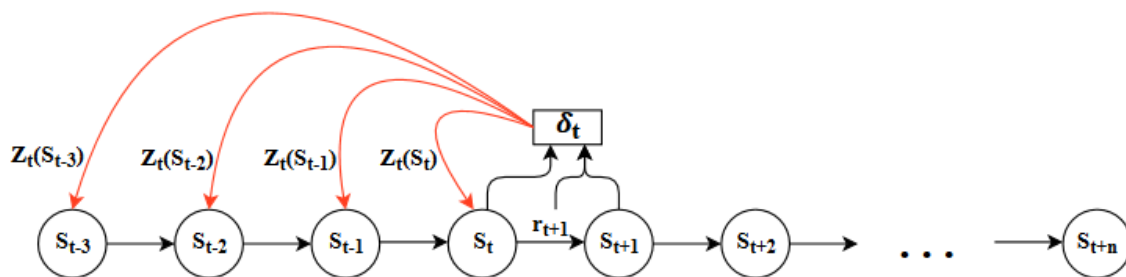 δt
Zt(St-3) Zt(St-2) Zt(St-1) Zt(St)
rt+1
St-3 St-2 St-1 St St+1 St+2 ... St+n